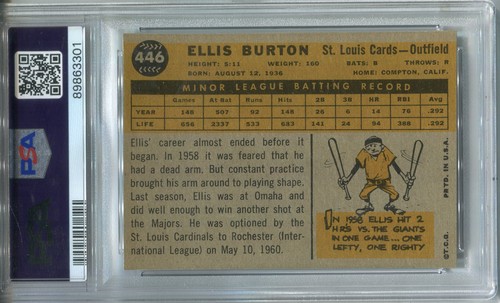 89863301
PSA
446
ELLIS BURTON St. Louis Cards—Outfield
HEIGHT: 5:11 WEIGHT: 160 BATS: B THROWS: R
BORN: AUGUST 12, 1936 HOME: COMPTON, CALIF.
MINOR LEAGUE BATTING RECORD
Games At Bat Runs Hits 2B 3B HR RBI Avg
YEAR 148 507 92 148 26 6 14 76 .292
LIFE 656 2337 533 683 141 24 94 368 .292
Ellis' career almost ended before it
began. In 1958 it was feared that he
had a dead arm. But constant practice
brought his arm around to playing shape.
Last season, Ellis was at Omaha and
did well enough to win another shot at
the Majors. He was optioned by the
St. Louis Cardinals to Rochester (Inter-
national League) on May 10, 1960.
IN 1958 ELLIS HIT 2
HRS VS. THE GIANTS
IN ONE GAME... ONE
LEFTY, ONE RIGHTY
©T.C.G. PRTD. IN U.S.A.